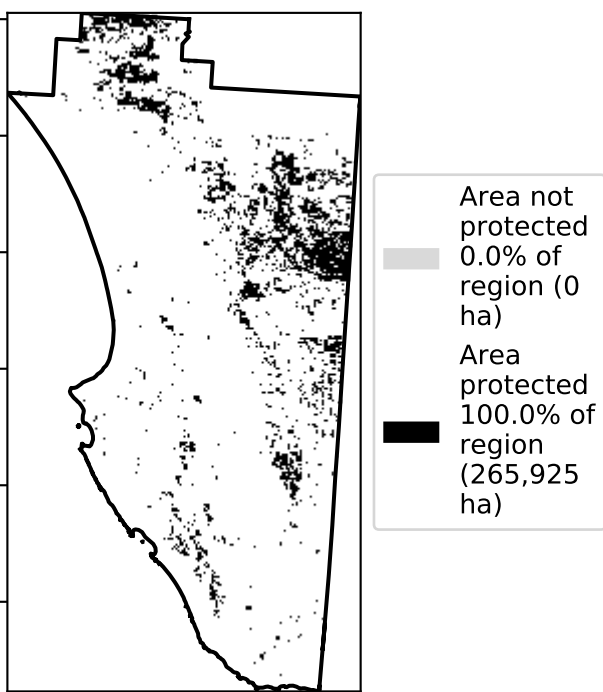 Area not
protected
0.0% of
region (0
ha)
Area
protected
100.0% of
region
(265,925
ha)